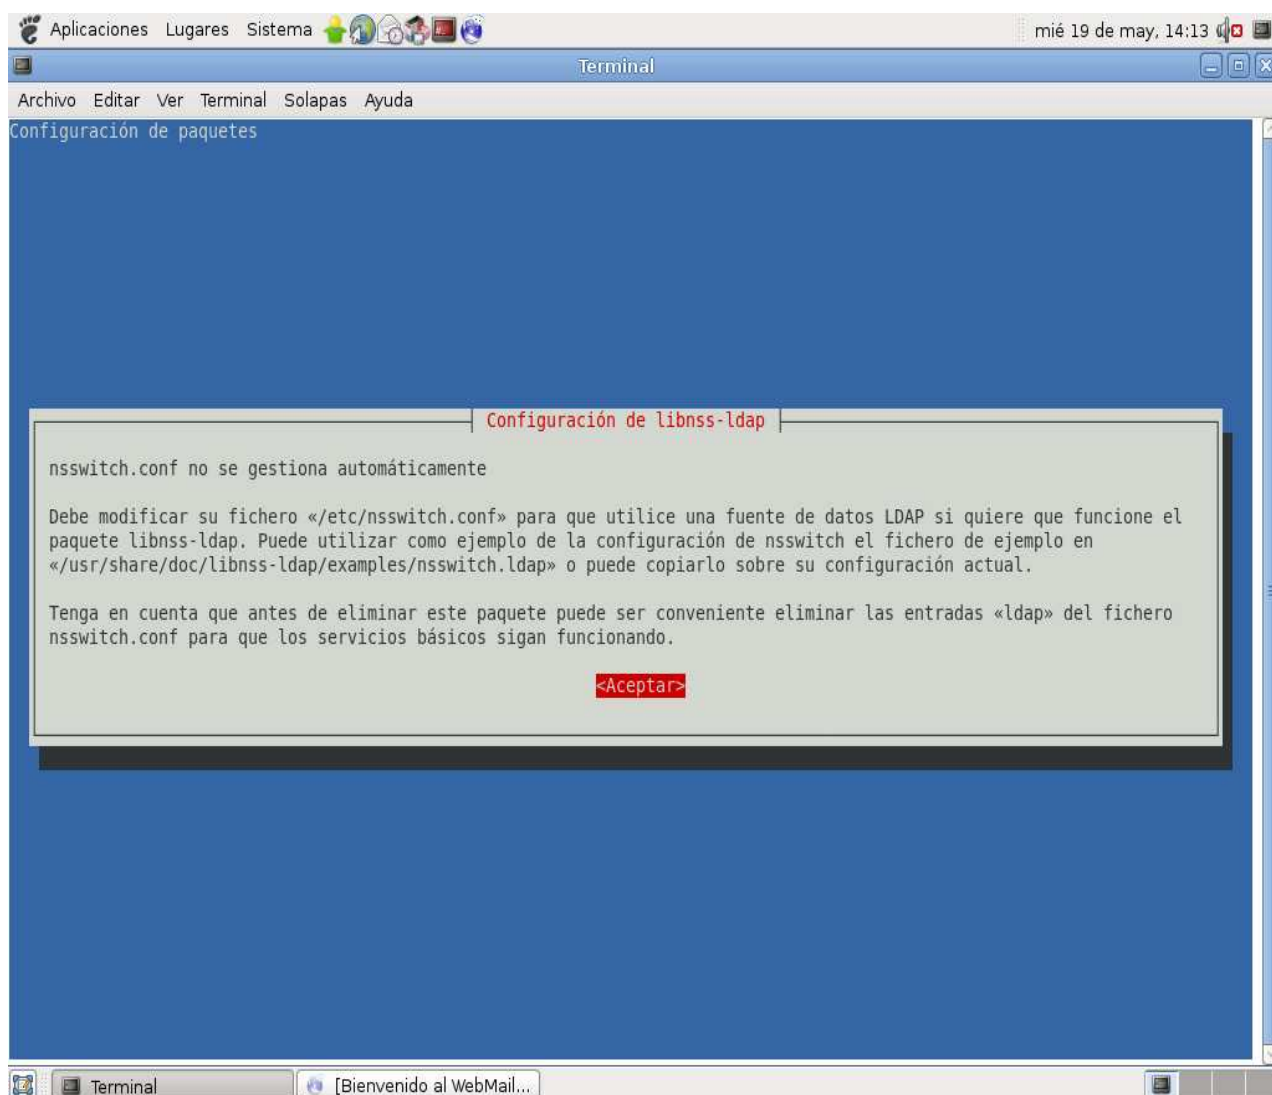 Aplicaciones Lugares Sistema
mié 19 de may, 14:13
Terminal
Archivo Editar Ver Terminal Solapas Ayuda
Configuración de paquetes
Configuración de libnss-ldap
nsswitch.conf no se gestiona automáticamente
Debe modificar su fichero «/etc/nsswitch.conf» para que utilice una fuente de datos LDAP si quiere que funcione el
paquete libnss-ldap. Puede utilizar como ejemplo de la configuración de nsswitch el fichero de ejemplo en
«/usr/share/doc/libnss-ldap/examples/nsswitch.ldap» o puede copiarlo sobre su configuración actual.
Tenga en cuenta que antes de eliminar este paquete puede ser conveniente eliminar las entradas «ldap» del fichero
nsswitch.conf para que los servicios básicos sigan funcionando.
<Aceptar>
Terminal
[Bienvenido al WebMail...